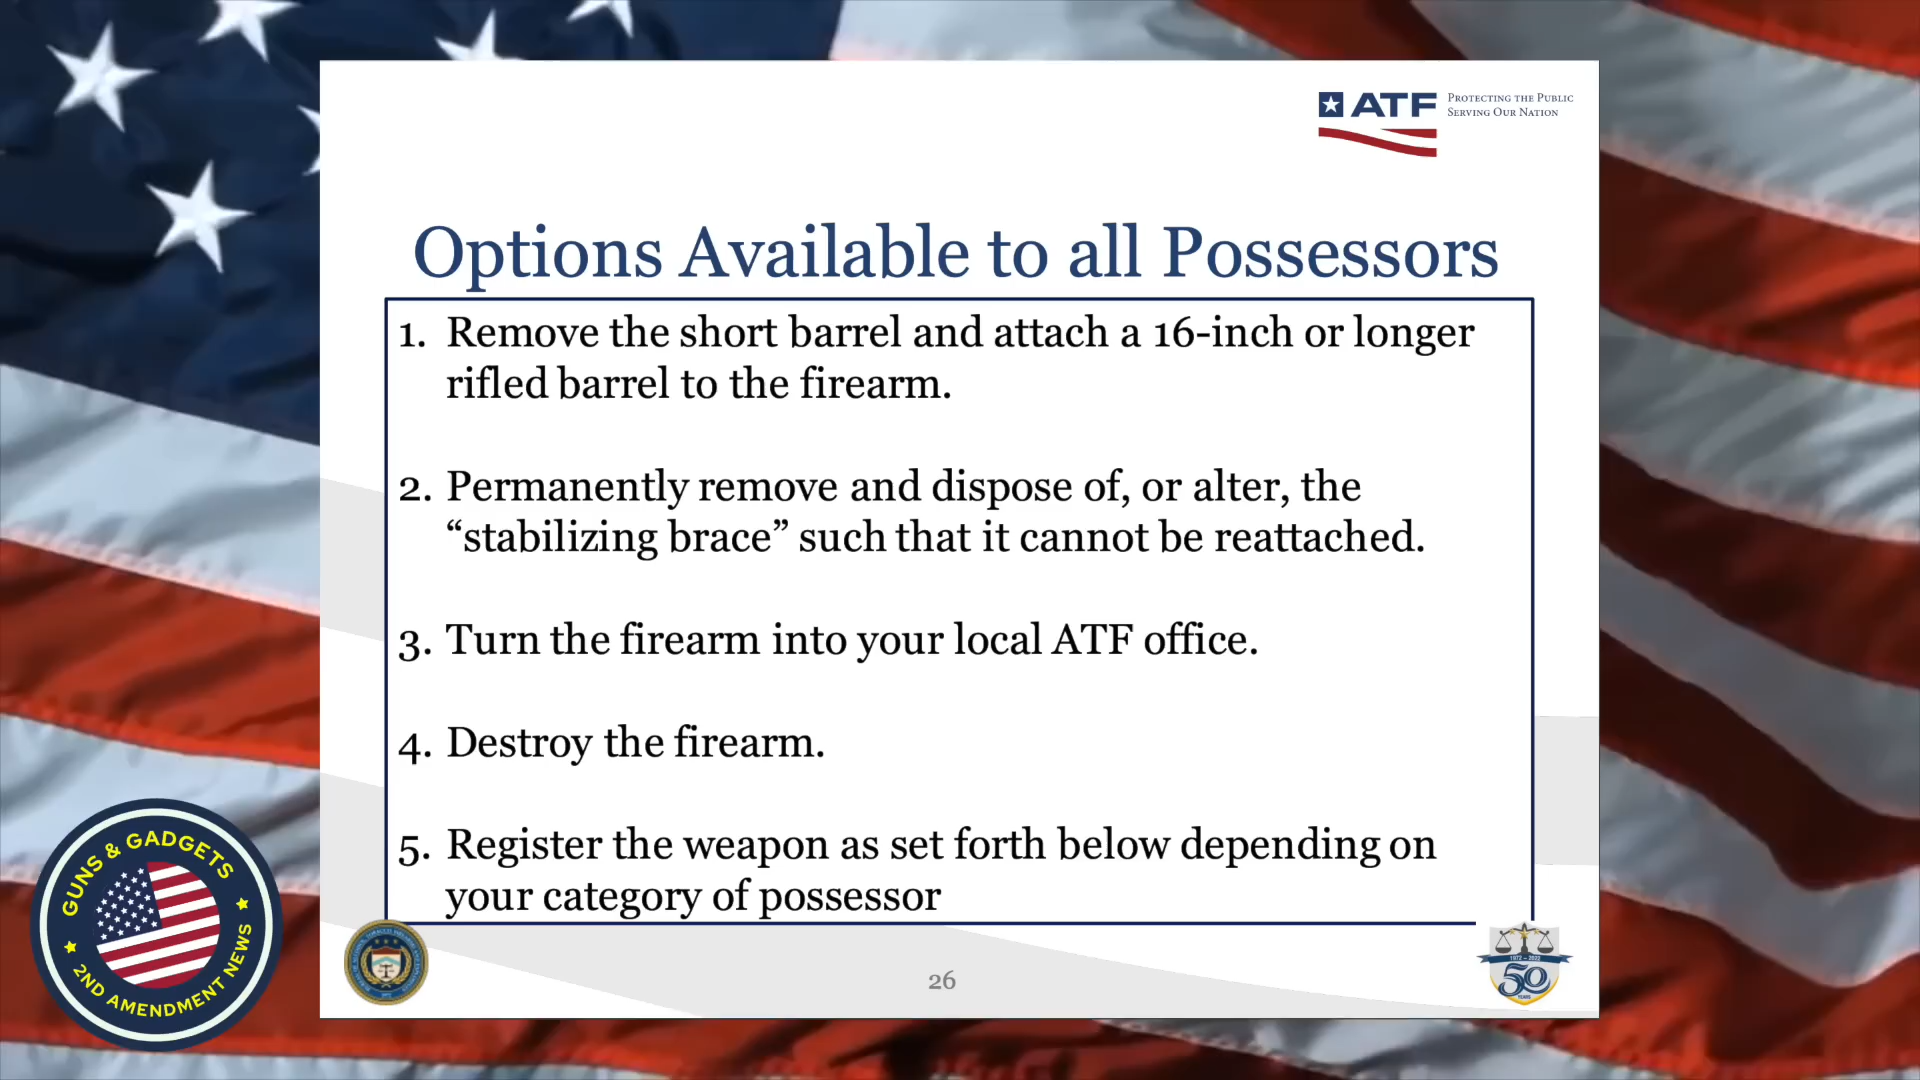 ATF
PROTECTING THE PUBLIC
SERVING OUR NATION
Options Available to all Possessors
1. Remove the short barrel and attach a 16-inch or longer
rifled barrel to the firearm.
2. Permanently remove and dispose of, or alter, the
“stabilizing brace” such that it cannot be reattached.
3. Turn the firearm into your local ATF office.
4. Destroy the firearm.
5. Register the weapon as set forth below depending on
your category of possessor
26
GUNS & GADGETS
2ND AMENDMENT NEWS
1972 – 2022
50
YEARS